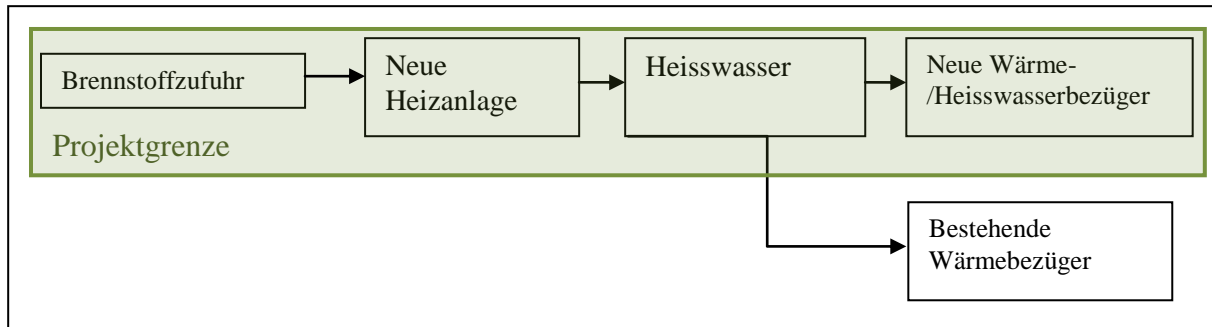 Brennstoffzufuhr
Neue
Heizanlage
Heisswasser
Neue Wärme-
/Heisswasserbezüger
Projektgrenze
Bestehende
Wärmebezüger